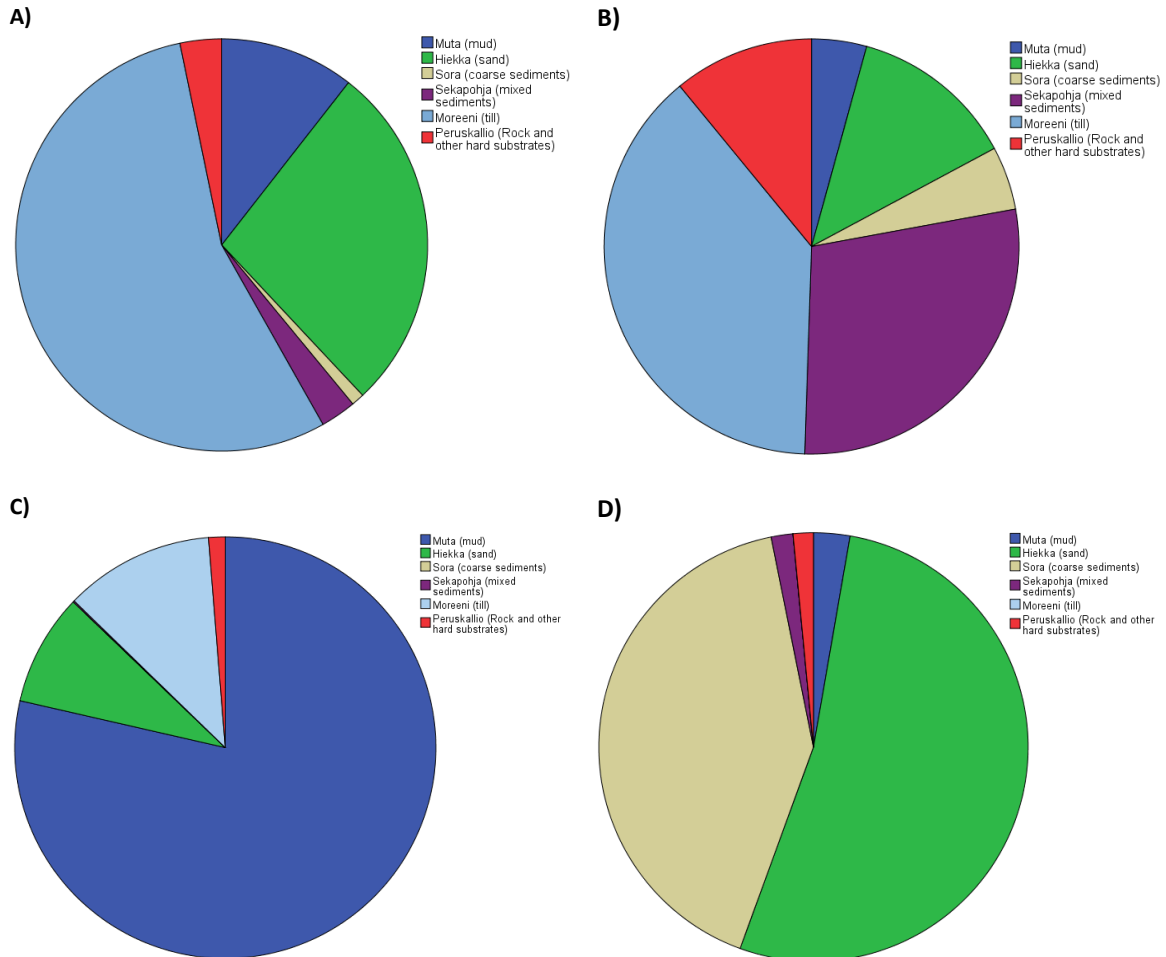 A)
Muta (mud)
Hiekka (sand)
Sora (coarse sediments)
Sekapohja (mixed
sediments)
Moreeni (till)
Peruskallio (Rock and
other hard substrates)
B)
Muta (mud)
Hiekka (sand)
Sora (coarse sediments)
Sekapohja (mixed
sediments)
Moreeni (till)
Peruskallio (Rock and
other hard substrates)
C)
Muta (mud)
Hiekka (sand)
Sora (coarse sediments)
Sekapohja (mixed
sediments)
Moreeni (till)
Peruskallio (Rock and other
hard substrates)
D)
Muta (mud)
Hiekka (sand)
Sora (coarse sediments)
Sekapohja (mixed
sediments)
Moreeni (till)
Peruskallio (Rock and other
hard substrates)